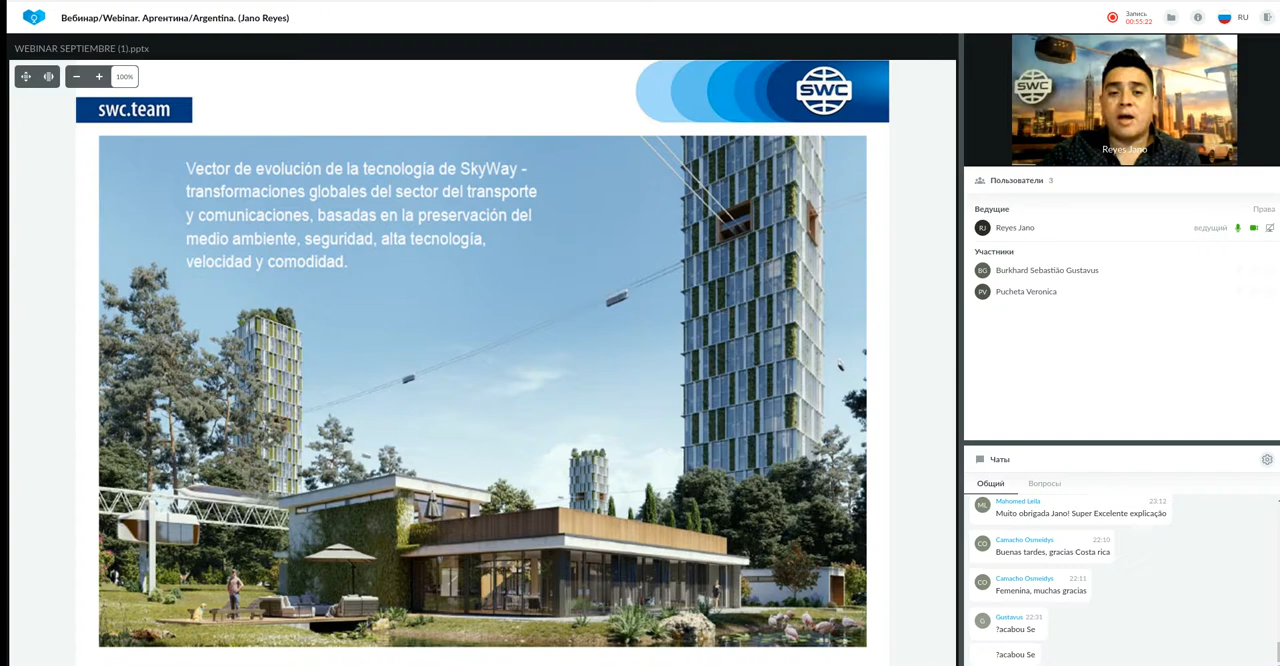 Вебинар/Webinar. Аргентина/Argentina. (Jano Reyes)
Запись
00:55:22
RU
WEBINAR SEPTIEMBRE (1).pptx
100%
swc.team
SWC
Vector de evolución de la tecnología de SkyWay -
transformaciones globales del sector del transporte
y comunicaciones, basadas en la preservación del
medio ambiente, seguridad, alta tecnología,
velocidad y comodidad.
SWC
Reyes Jano
Пользователи 3
Ведущие Права
RJ Reyes Jano ведущий
Участники
BG Burkhard Sebastião Gustavus
PV Pucheta Veronica
Чаты
Общий Вопросы
ML Mahomed Leila 23:12
Muito obrigada Jano! Super Excelente explicação
CO Camacho Osmeidys 22:10
Buenas tardes, gracias Costa rica
CO Camacho Osmeidys 22:11
Femenina, muchas gracias
G Gustavus 22:31
?acabou Se
?acabou Se